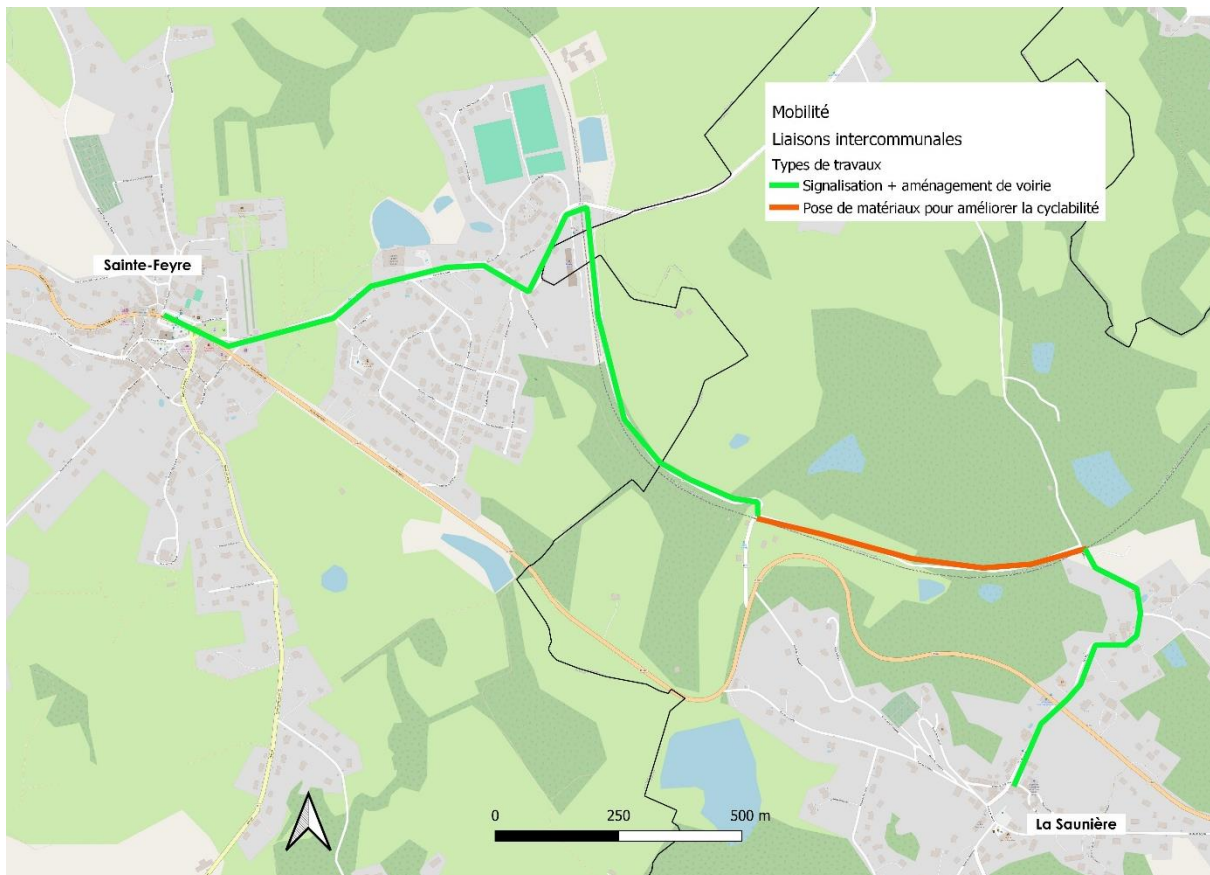 Mobilité
Liaisons intercommunales
Types de travaux
Signalisation + aménagement de voirie
Pose de matériaux pour améliorer la cyclabilité
Sainte-Feyre
La Saunière
0 250 500 m